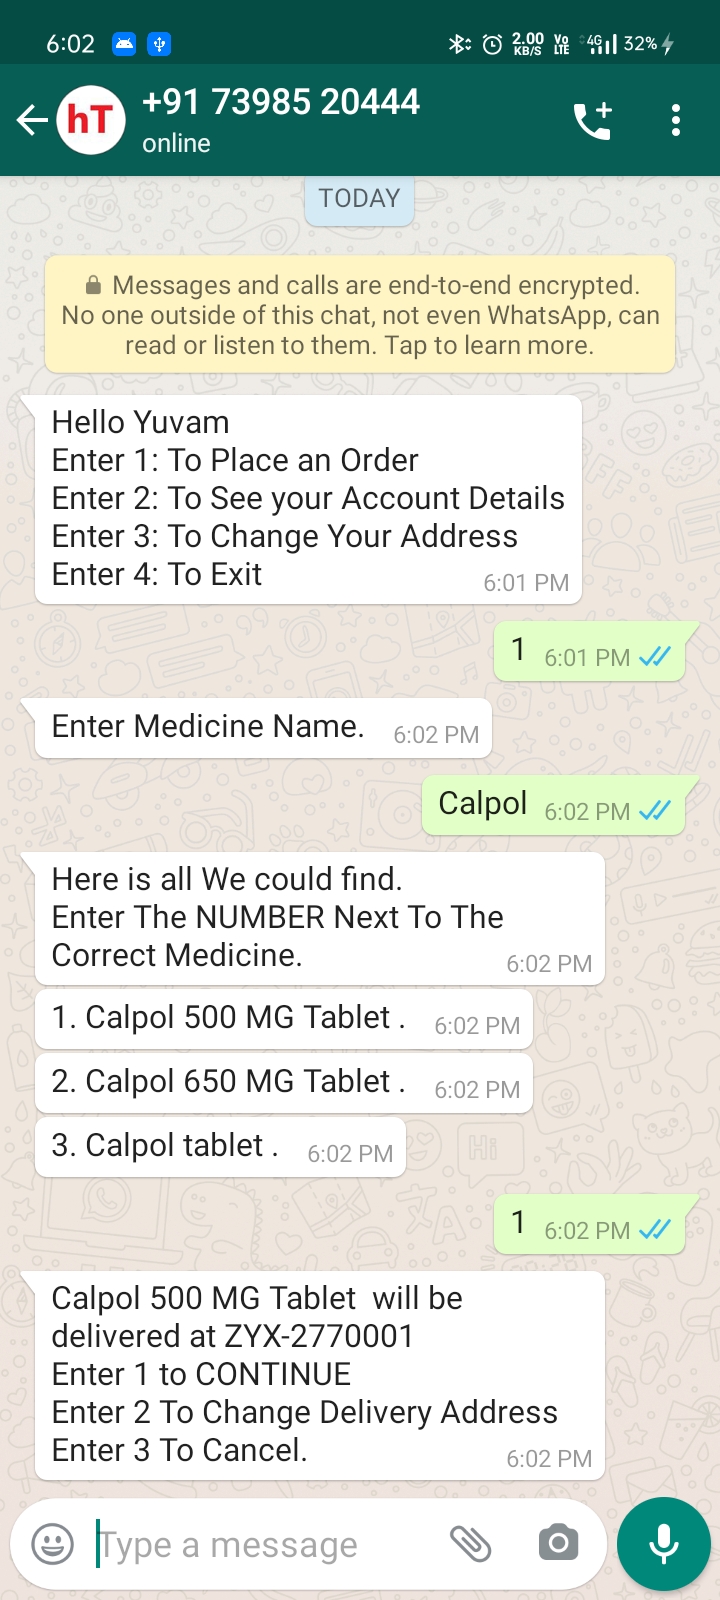 6:02
2.00 KB/S
Vo LTE
4G
32%
hT
+91 73985 20444
online
TODAY
Messages and calls are end-to-end encrypted.
No one outside of this chat, not even WhatsApp, can
read or listen to them. Tap to learn more.
Hello Yuvam
Enter 1: To Place an Order
Enter 2: To See your Account Details
Enter 3: To Change Your Address
Enter 4: To Exit
6:01 PM
1 6:01 PM
Enter Medicine Name. 6:02 PM
Calpol 6:02 PM
Here is all We could find.
Enter The NUMBER Next To The
Correct Medicine. 6:02 PM
1. Calpol 500 MG Tablet . 6:02 PM
2. Calpol 650 MG Tablet . 6:02 PM
3. Calpol tablet . 6:02 PM
1 6:02 PM
Calpol 500 MG Tablet  will be
delivered at ZYX-2770001
Enter 1 to CONTINUE
Enter 2 To Change Delivery Address
Enter 3 To Cancel. 6:02 PM
Type a message